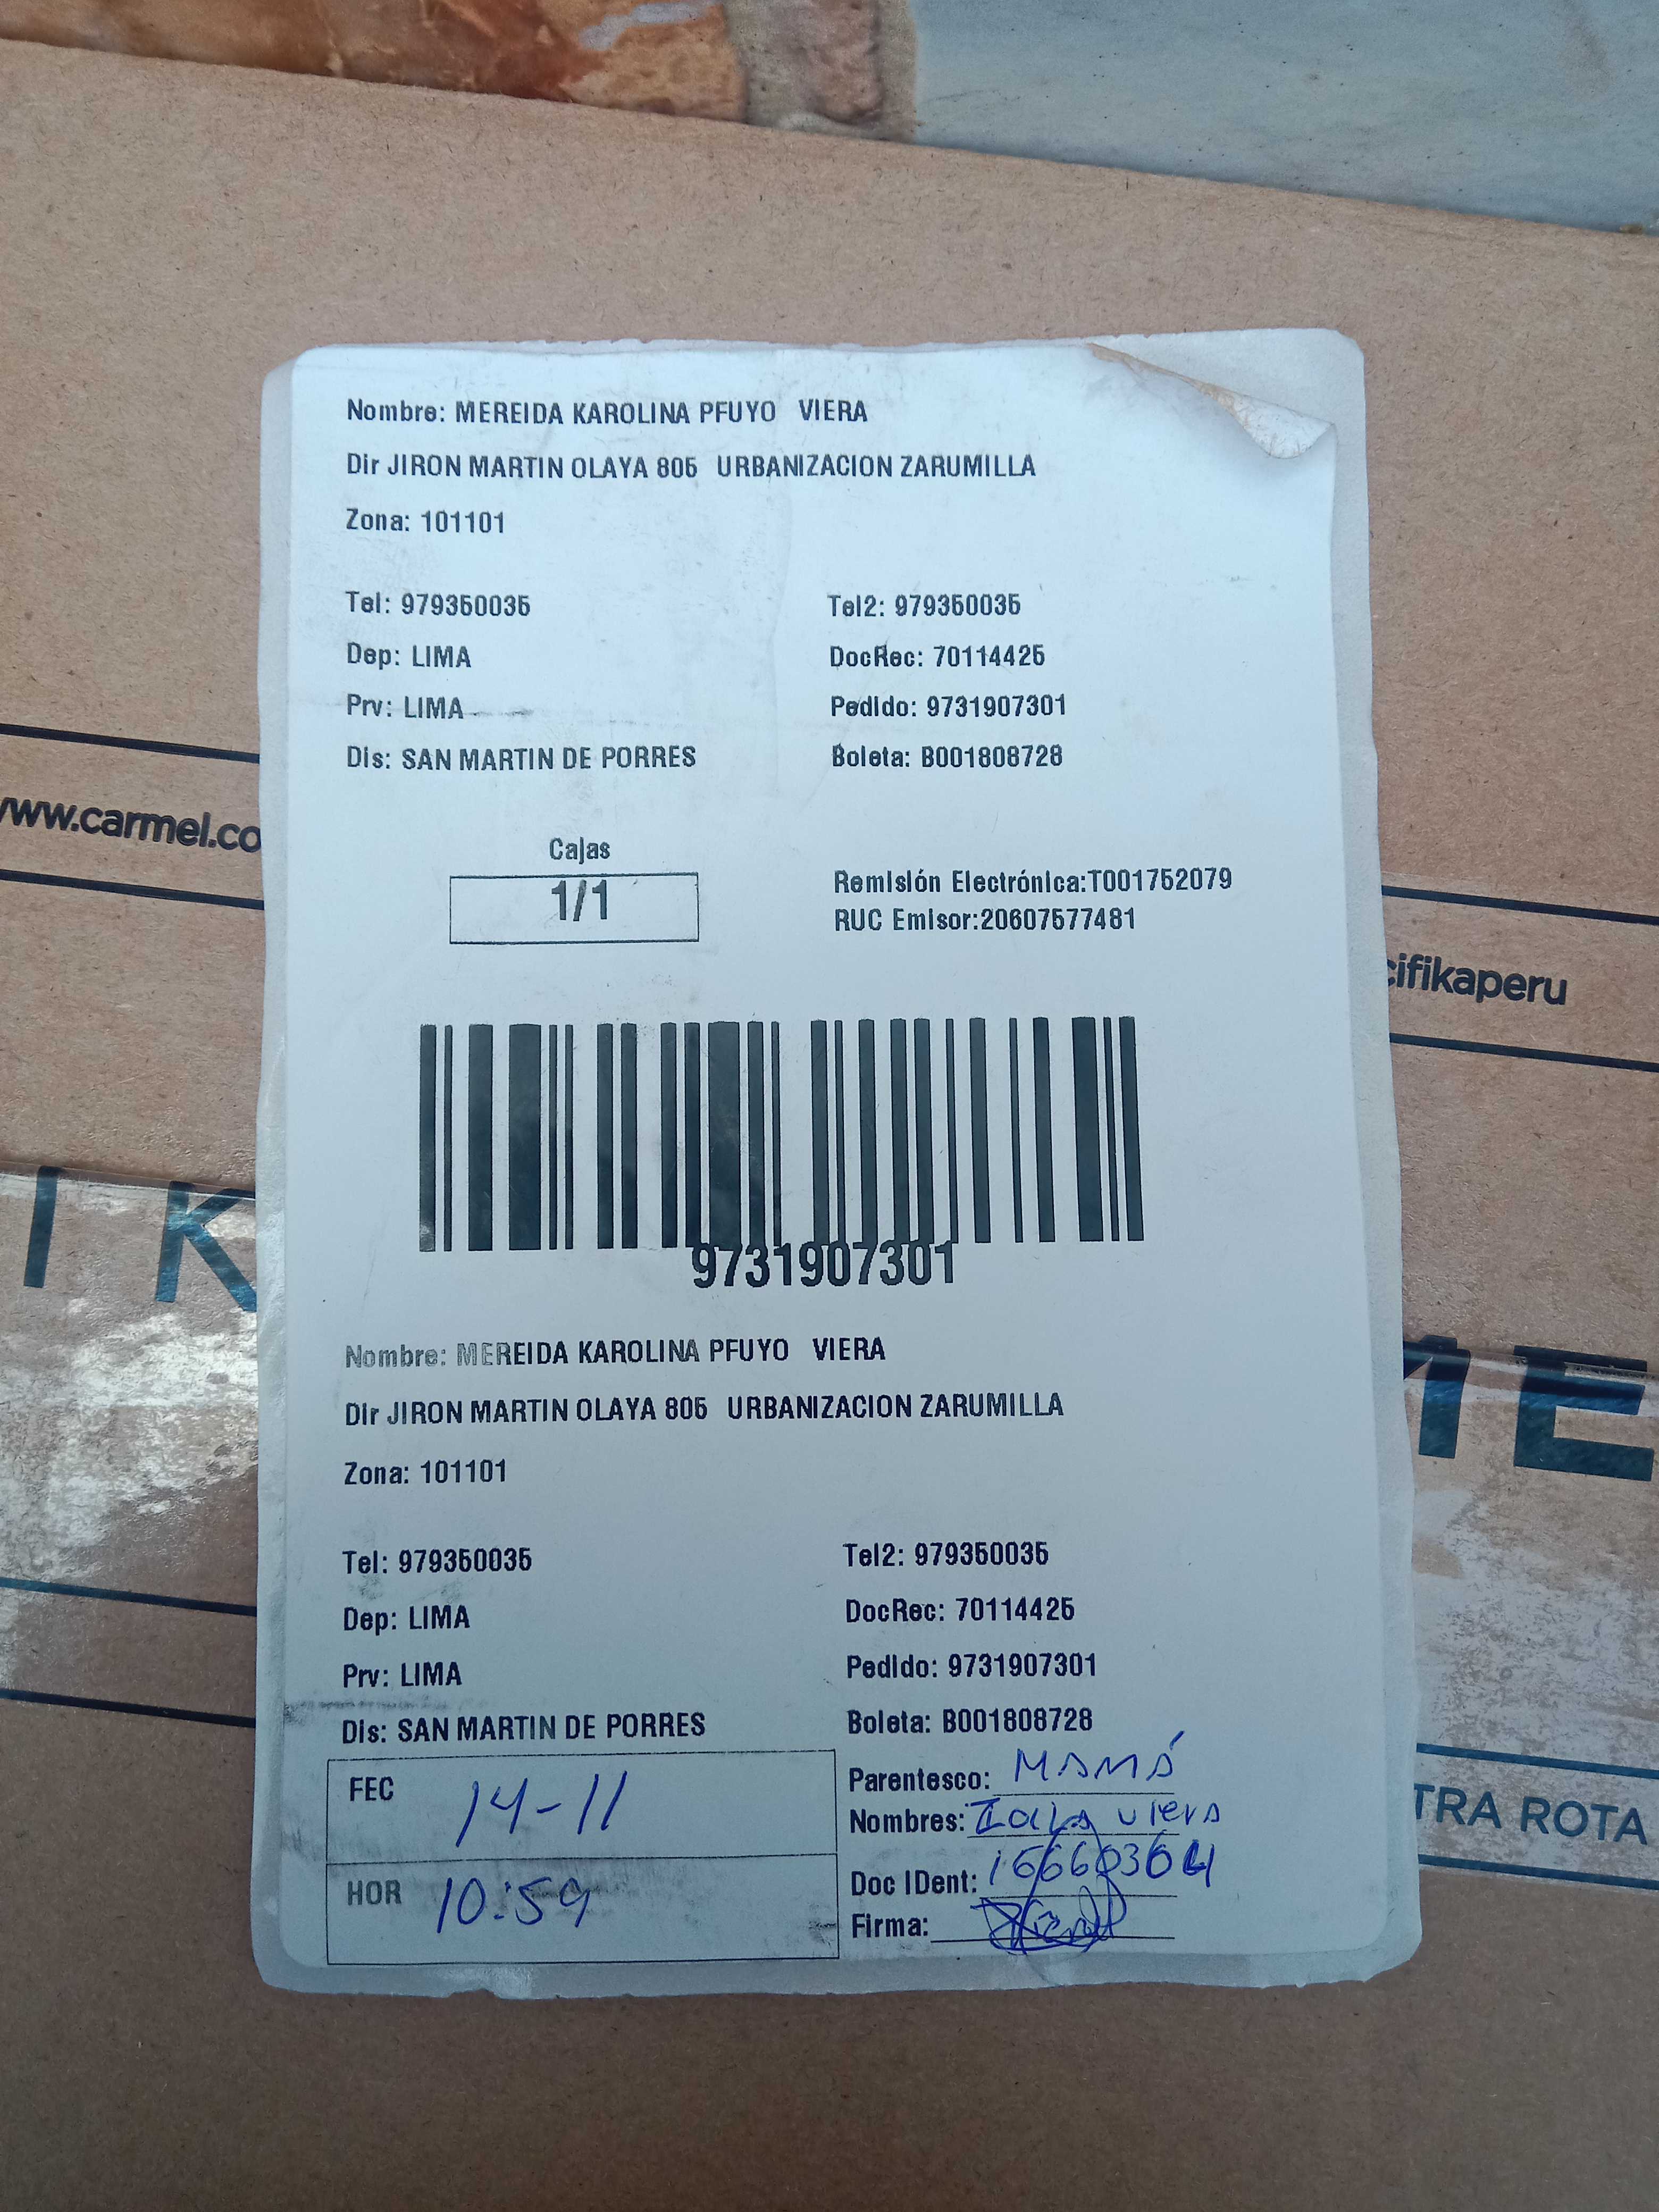 Nombre: MEREIDA KAROLINA PFUYO VIERA
Dir JIRON MARTIN OLAYA 805 URBANIZACION ZARUMILLA
Zona: 101101
Tel: 979350035 Tel2: 979350035
Dep: LIMA DocRec: 70114425
Prv: LIMA Pedido: 9731907301
Dis: SAN MARTIN DE PORRES Boleta: B001808728
www.carmel.co
Cajas
1/1
Remisión Electrónica:T001752079
RUC Emisor:20607577481
cifikaperu
9731907301
I K
ME
Nombre: MEREIDA KAROLINA PFUYO VIERA
Dir JIRON MARTIN OLAYA 805 URBANIZACION ZARUMILLA
Zona: 101101
Tel: 979350035 Tel2: 979350035
Dep: LIMA DocRec: 70114425
Prv: LIMA Pedido: 9731907301
Dis: SAN MARTIN DE PORRES Boleta: B001808728
FEC 14-11
HOR 10:59
Parentesco: MAMÁ
Nombres: viera
Doc IDent: 16660364
Firma:
TRA ROTA